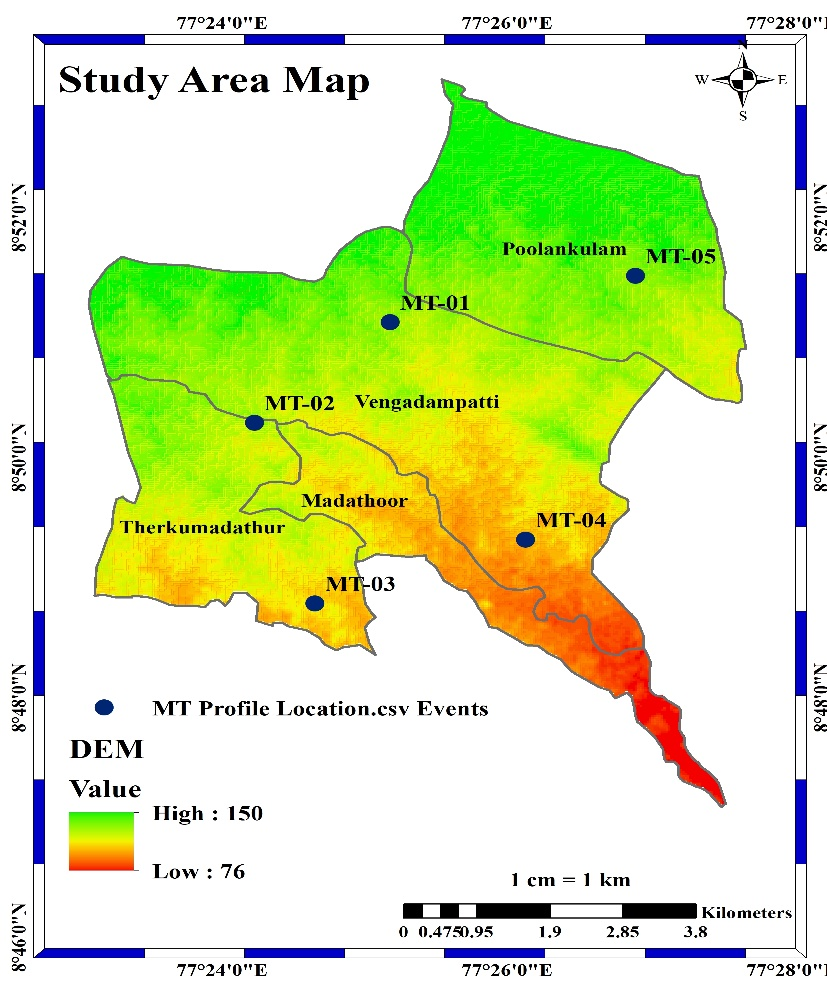 77°24'0"E 77°26'0"E 77°28'0"E
Study Area Map
N
W E
S
8°52'0"N 8°52'0"N
Poolankulam
MT-05
MT-01
MT-02
Vengadampatti
8°50'0"N 8°50'0"N
Madathoor
MT-04
Therkumadathur
MT-03
8°48'0"N 8°48'0"N
MT Profile Location.csv Events
DEM
Value
High : 150
Low : 76
1 cm = 1 km
Kilometers
0 0.475 0.95 1.9 2.85 3.8
8°46'0"N 8°46'0"N
77°24'0"E 77°26'0"E 77°28'0"E